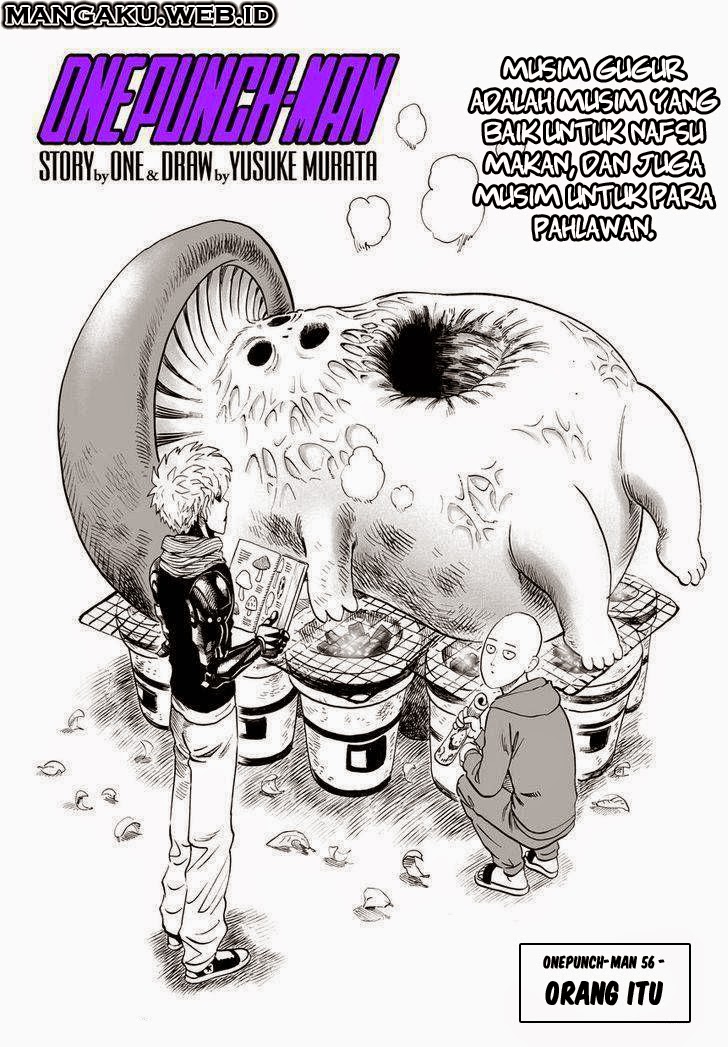 MANGAKU.WEB.ID
ONEPUNCH-MAN
STORY by ONE & DRAW by YUSUKE MURATA
MUSIM GUGUR
ADALAH MUSIM YANG
BAIK UNTUK NAFSU
MAKAN, DAN JUGA
MUSIM UNTUK PARA
PAHLAWAN.
ONEPUNCH-MAN 56 -
ORANG ITU